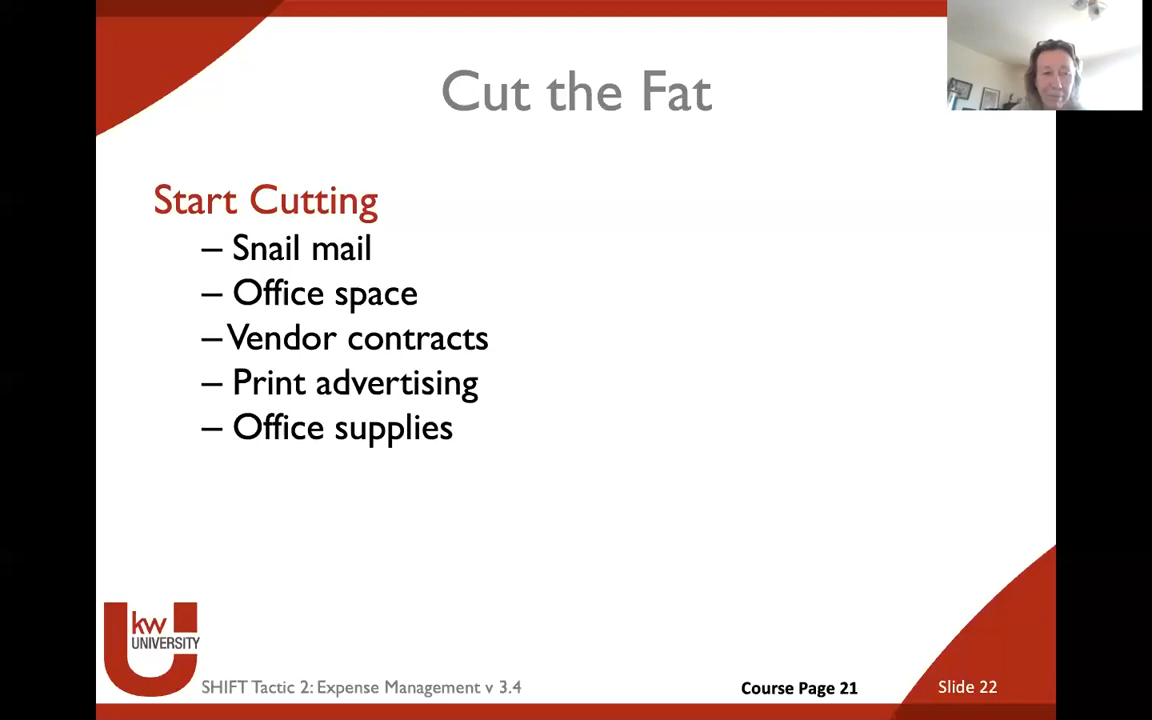 Cut the Fat
Start Cutting
– Snail mail
– Office space
– Vendor contracts
– Print advertising
– Office supplies
kw
UNIVERSITY
SHIFT Tactic 2: Expense Management v 3.4
Course Page 21
Slide 22